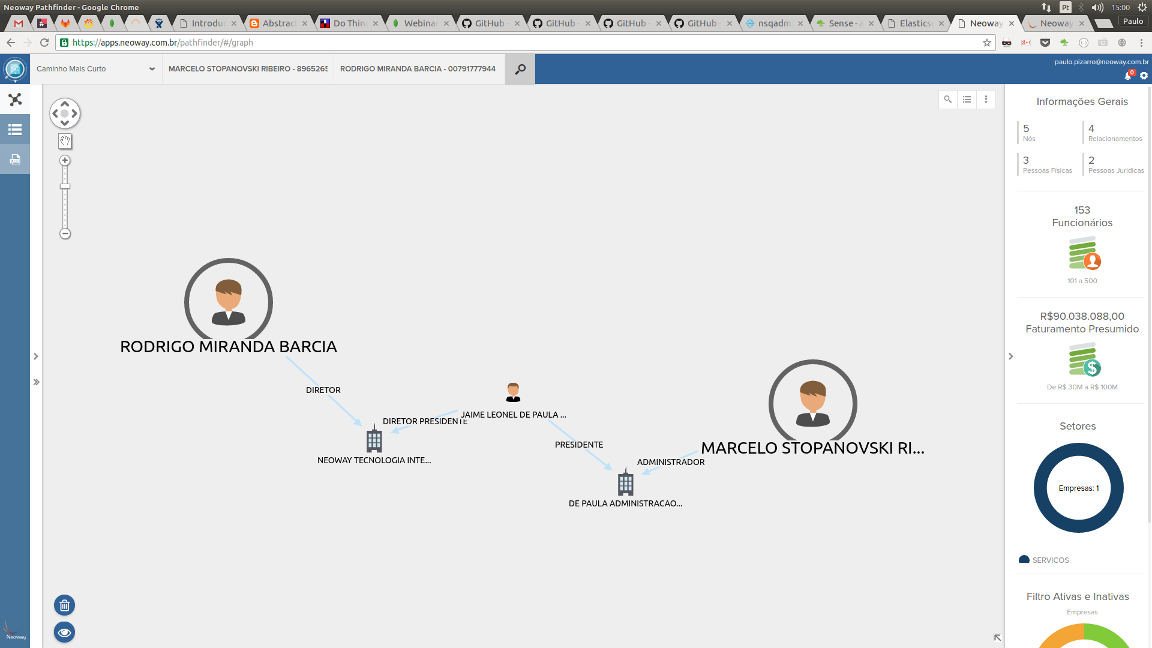 Neoway Pathfinder - Google Chrome
Pt
15:00
Introdu
Abstract
Do Thin
Webinar
GitHub
GitHub
GitHub
GitHub
nsqadm
Sense - a
Elastics
Neoway
Neoway
Paulo
https://apps.neoway.com.br/pathfinder/#/graph
Caminho Mais Curto
MARCELO STOPANOVSKI RIBEIRO - 8965265
RODRIGO MIRANDA BARCIA - 00791777944
paulo.pizarro@neoway.com.br
Informações Gerais
5
Nós
4
Relacionamentos
3
Pessoas Físicas
2
Pessoas Jurídicas
153
Funcionários
101 a 500
R$90.038.088,00
Faturamento Presumido
De R$ 30M a R$ 100M
Setores
Empresas: 1
SERVICOS
Filtro Ativas e Inativas
Empresas
RODRIGO MIRANDA BARCIA
DIRETOR
DIRETOR PRESIDENTE
JAIME LEONEL DE PAULA ...
NEOWAY TECNOLOGIA INTE...
PRESIDENTE
MARCELO STOPANOVSKI RI...
ADMINISTRADOR
DE PAULA ADMINISTRACAO...
Neoway